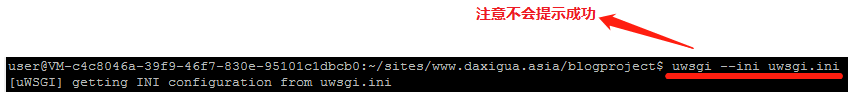 注意不会提示成功
user@VM-c4c8046a-39f9-46f7-830e-95101c1dbcb0:~/sites/www.daxigua.asia/blogproject$ uwsgi --ini uwsgi.ini
[uWSGI] getting INI configuration from uwsgi.ini